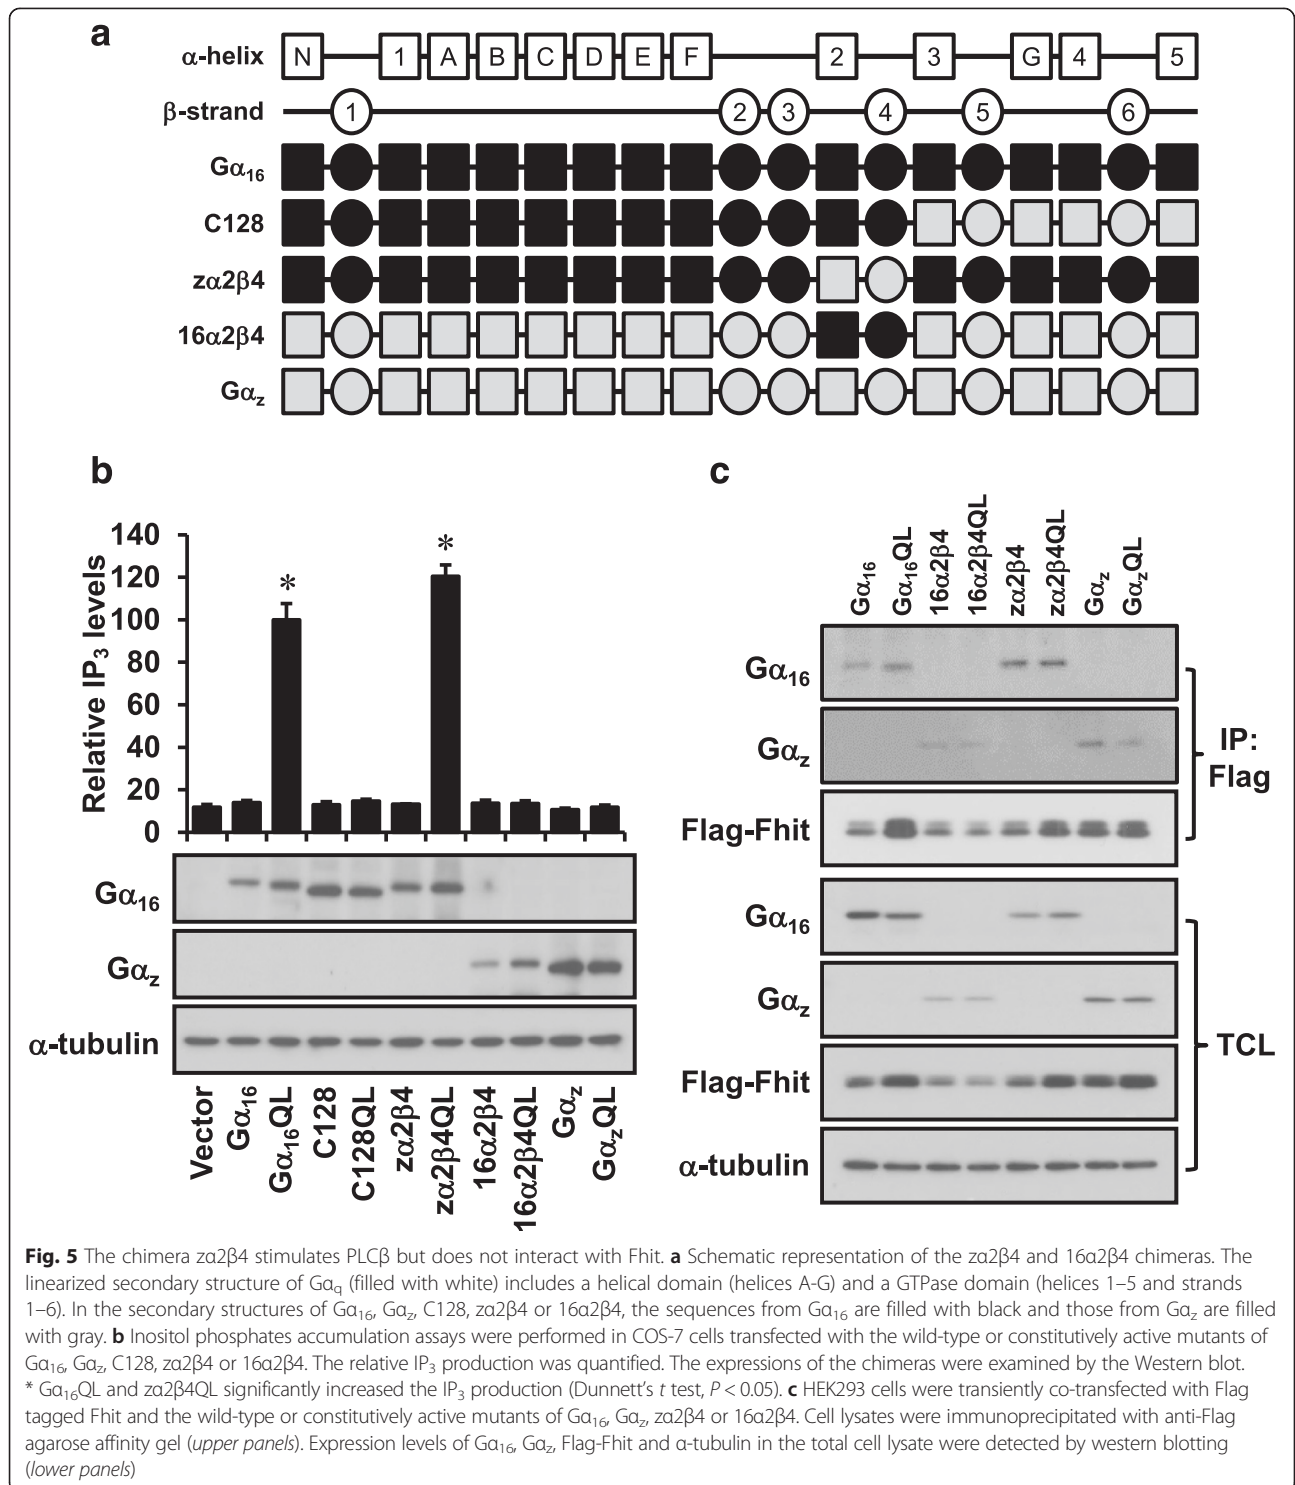 a
α-helix N 1 A B C D E F 2 3 G 4 5
β-strand 1 2 3 4 5 6
Gα16
C128
zα2β4
16α2β4
Gαz
b
Relative IP3 levels
140
120
100
80
60
40
20
0
* *
Gα16
Gαz
α-tubulin
Vector Gα16 Gα16QL C128 C128QL zα2β4 zα2β4QL 16α2β4 16α2β4QL Gαz GαzQL
c
Gα16 Gα16QL 16α2β4 16α2β4QL zα2β4 zα2β4QL Gαz GαzQL
Gα16
Gαz
Flag-Fhit
IP:
Flag
Gα16
Gαz
Flag-Fhit
α-tubulin
TCL
Fig. 5 The chimera zα2β4 stimulates PLCβ but does not interact with Fhit. a Schematic representation of the zα2β4 and 16α2β4 chimeras. The
linearized secondary structure of Gαq (filled with white) includes a helical domain (helices A-G) and a GTPase domain (helices 1–5 and strands
1–6). In the secondary structures of Gα16, Gαz, C128, zα2β4 or 16α2β4, the sequences from Gα16 are filled with black and those from Gαz are filled
with gray. b Inositol phosphates accumulation assays were performed in COS-7 cells transfected with the wild-type or constitutively active mutants of
Gα16, Gαz, C128, zα2β4 or 16α2β4. The relative IP3 production was quantified. The expressions of the chimeras were examined by the Western blot.
* Gα16QL and zα2β4QL significantly increased the IP3 production (Dunnett's t test, P < 0.05). c HEK293 cells were transiently co-transfected with Flag
tagged Fhit and the wild-type or constitutively active mutants of Gα16, Gαz, zα2β4 or 16α2β4. Cell lysates were immunoprecipitated with anti-Flag
agarose affinity gel (upper panels). Expression levels of Gα16, Gαz, Flag-Fhit and α-tubulin in the total cell lysate were detected by western blotting
(lower panels)